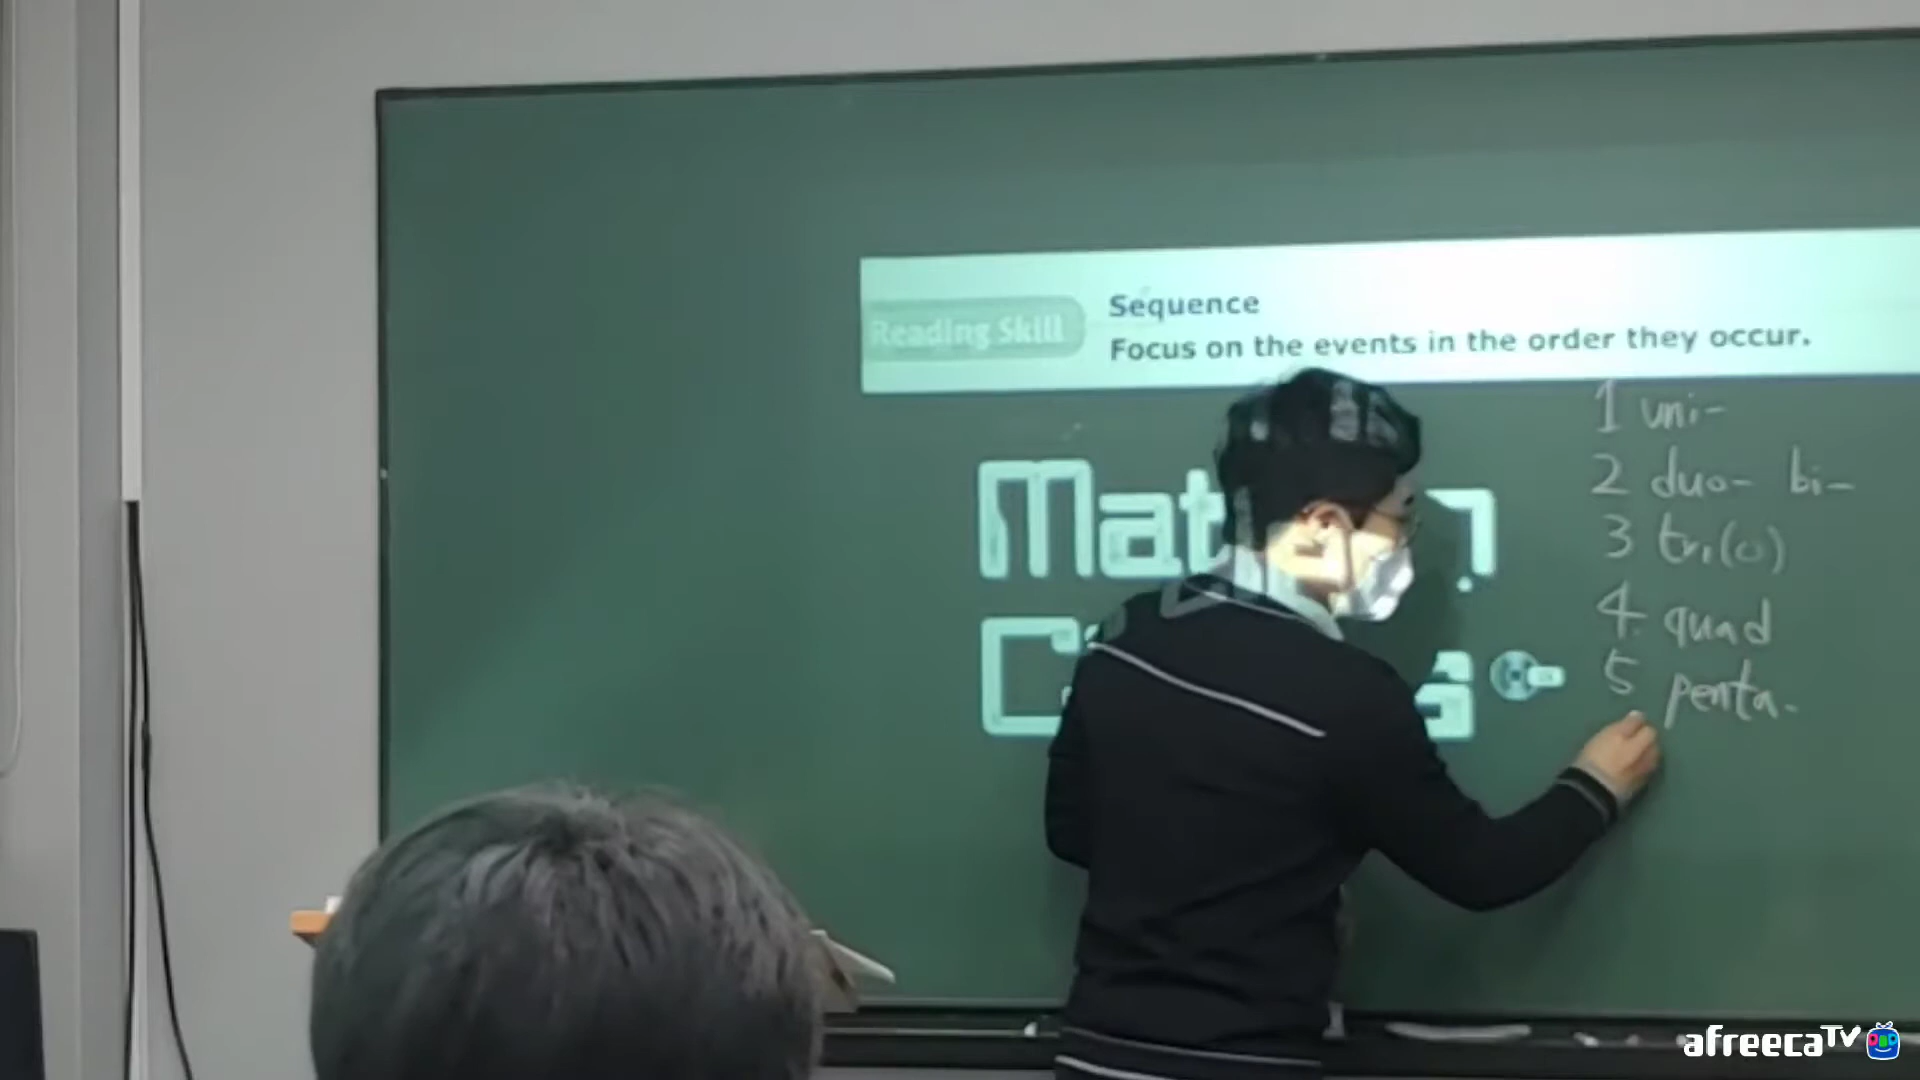 Sequence
Reading Skill
Focus on the events in the order they occur.
1 uni-
2 duo- bi-
3 tri(o)
4. quad
5 penta-
afreecaTV